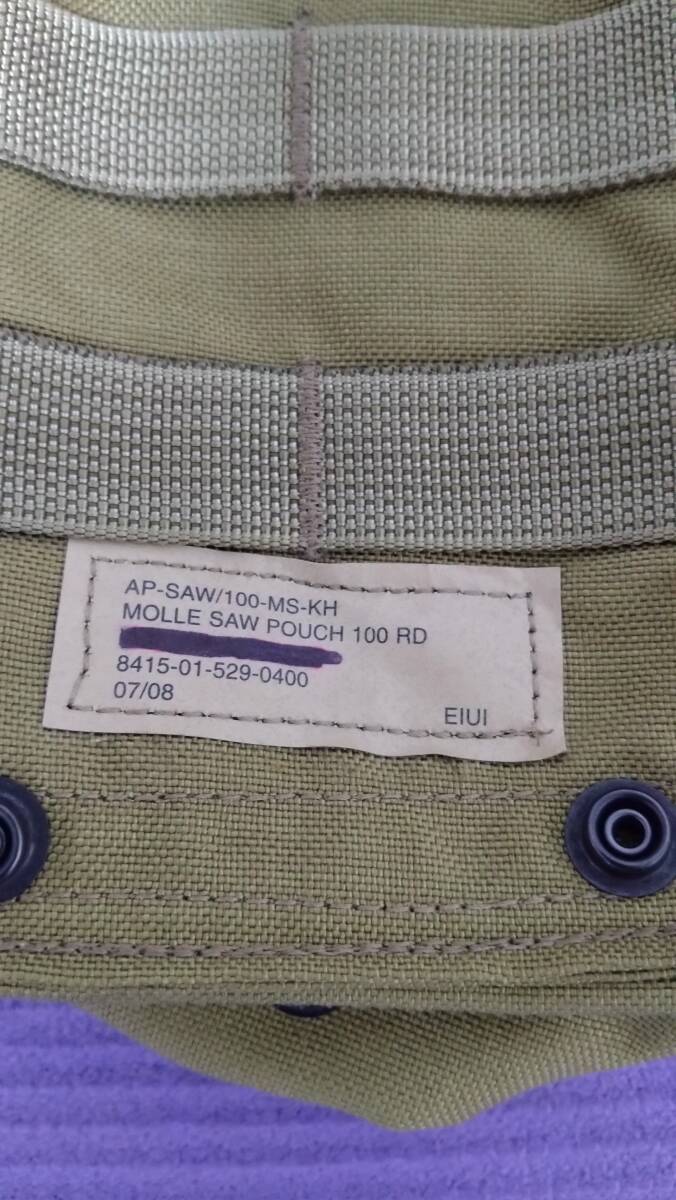 AP-SAW/100-MS-KH
MOLLE SAW POUCH 100 RD
8415-01-529-0400
07/08
EIUI